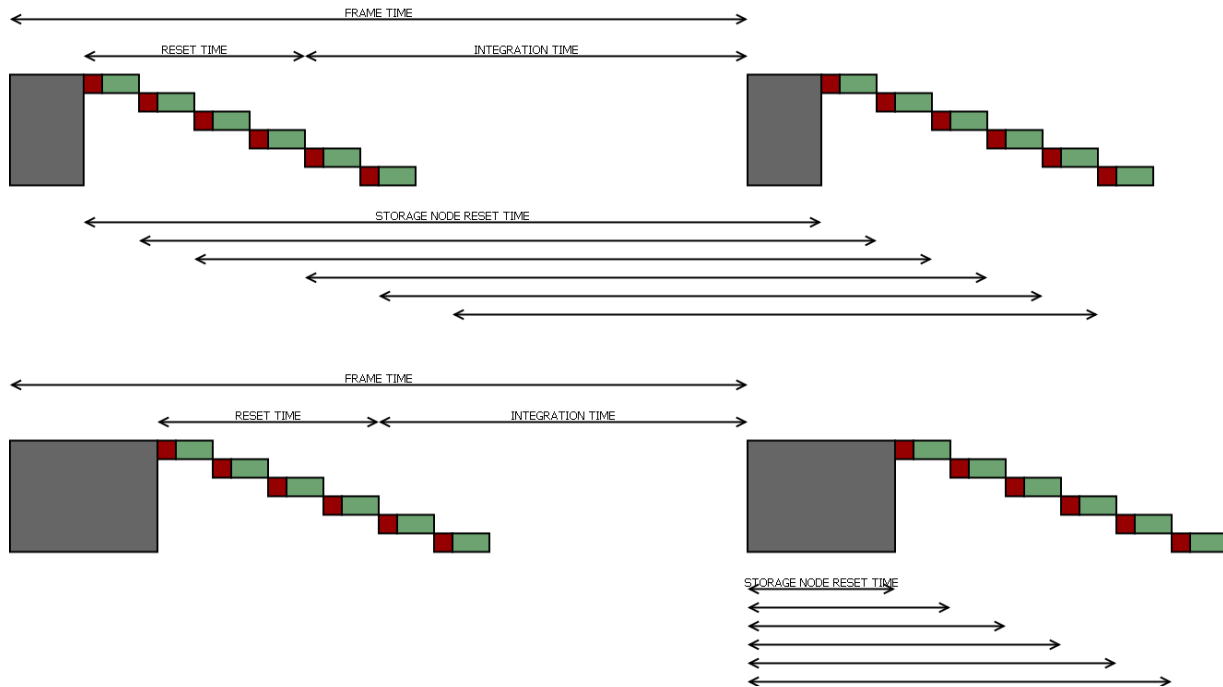 FRAME TIME
RESET TIME
INTEGRATION TIME
STORAGE NODE RESET TIME
FRAME TIME
RESET TIME
INTEGRATION TIME
STORAGE NODE RESET TIME